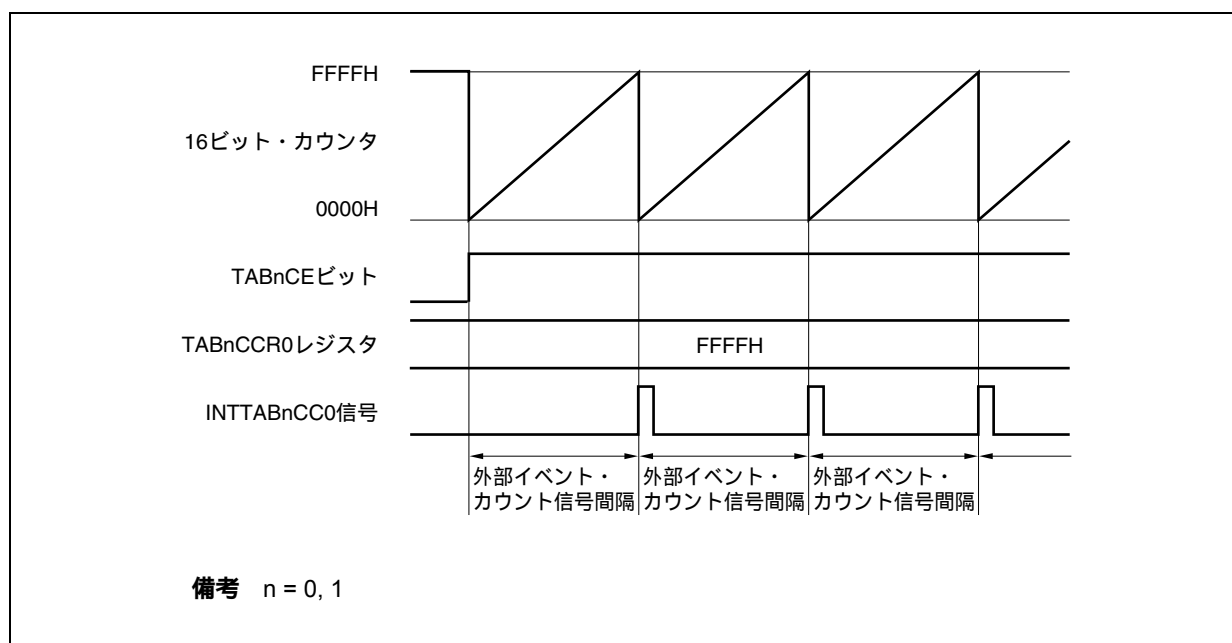 FFFFH
16ビット・カウンタ
0000H
TABnCEビット
TABnCCR0レジスタ
FFFFH
INTTABnCC0信号
外部イベント・
カウント信号間隔
外部イベント・
カウント信号間隔
外部イベント・
カウント信号間隔
備考 n = 0, 1